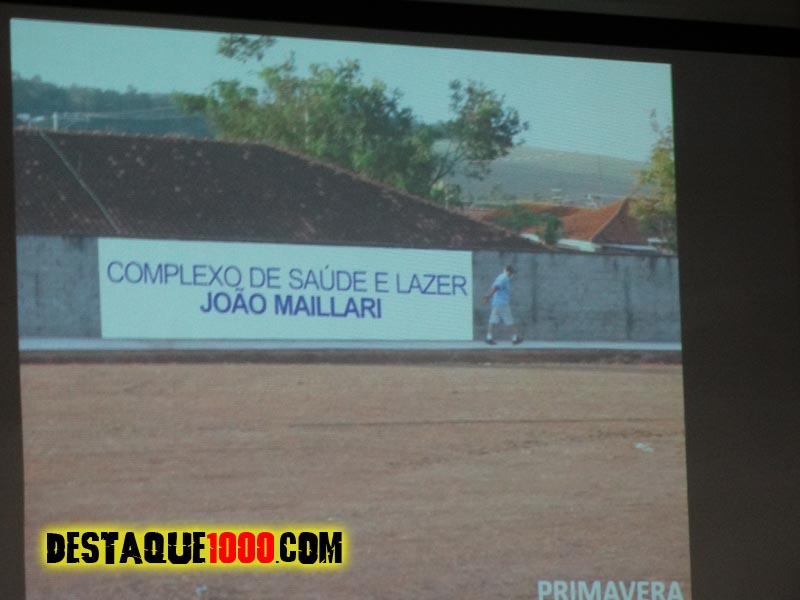 COMPLEXO DE SAÚDE E LAZER
JOÃO MAILLARI
DESTAQUE1000.COM
PRIMAVERA